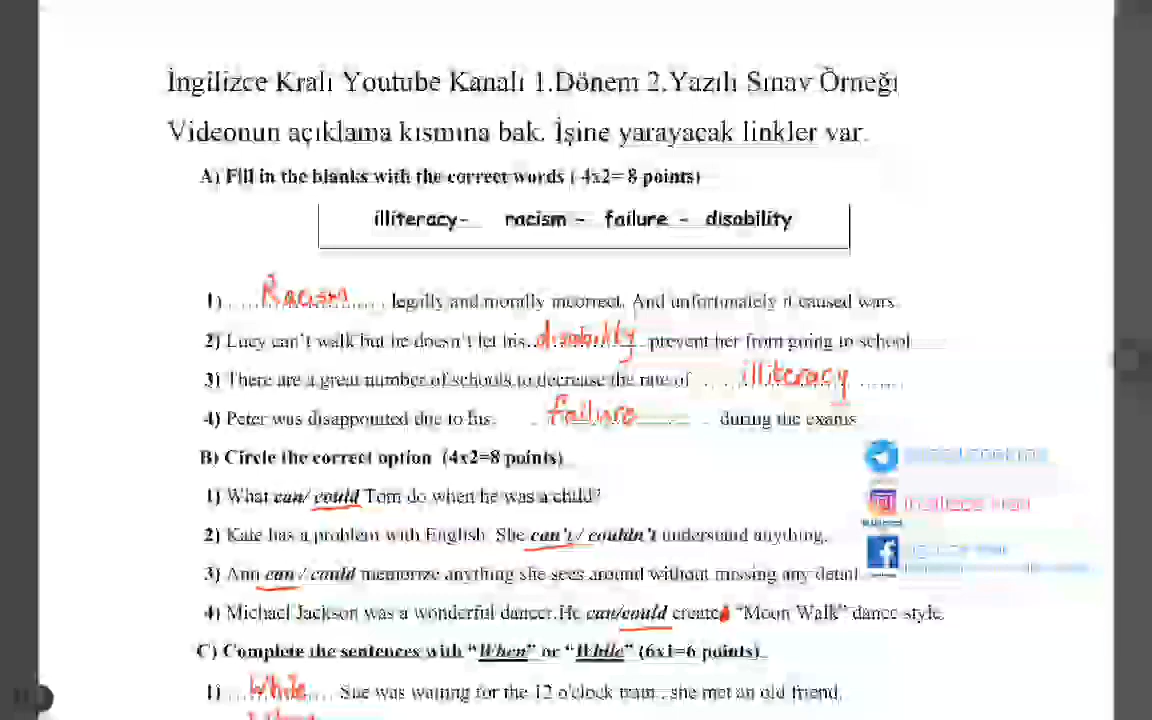 İngilizce Kralı Youtube Kanalı 1.Dönem 2.Yazılı Sınav Örneği
Videonun açıklama kısmına bak. İşine yarayacak linkler var.
A) Fill in the blanks with the correct words ( 4x2= 8 points)
illiteracy- racism - failure - disability
1) Racism legally and morally incorrect. And unfortunately it caused wars.
2) Lucy can't walk but he doesn't let his disability prevent her from going to school
3) There are a great number of schools to decrease the rate of illiteracy
4) Peter was disappointed due to his failure during the exams
B) Circle the correct option (4x2=8 points)
1) What can/ could Tom do when he was a child?
2) Kate has a problem with English. She can't / couldn't understand anything.
3) Ann can / could memorize anything she sees around without missing any detail
4) Michael Jackson was a wonderful dancer.He can/could create "Moon Walk" dance style.
C) Complete the sentences with "When" or "While" (6x1=6 points)
1) While Sue was waiting for the 12 o'clock train , she met an old friend.